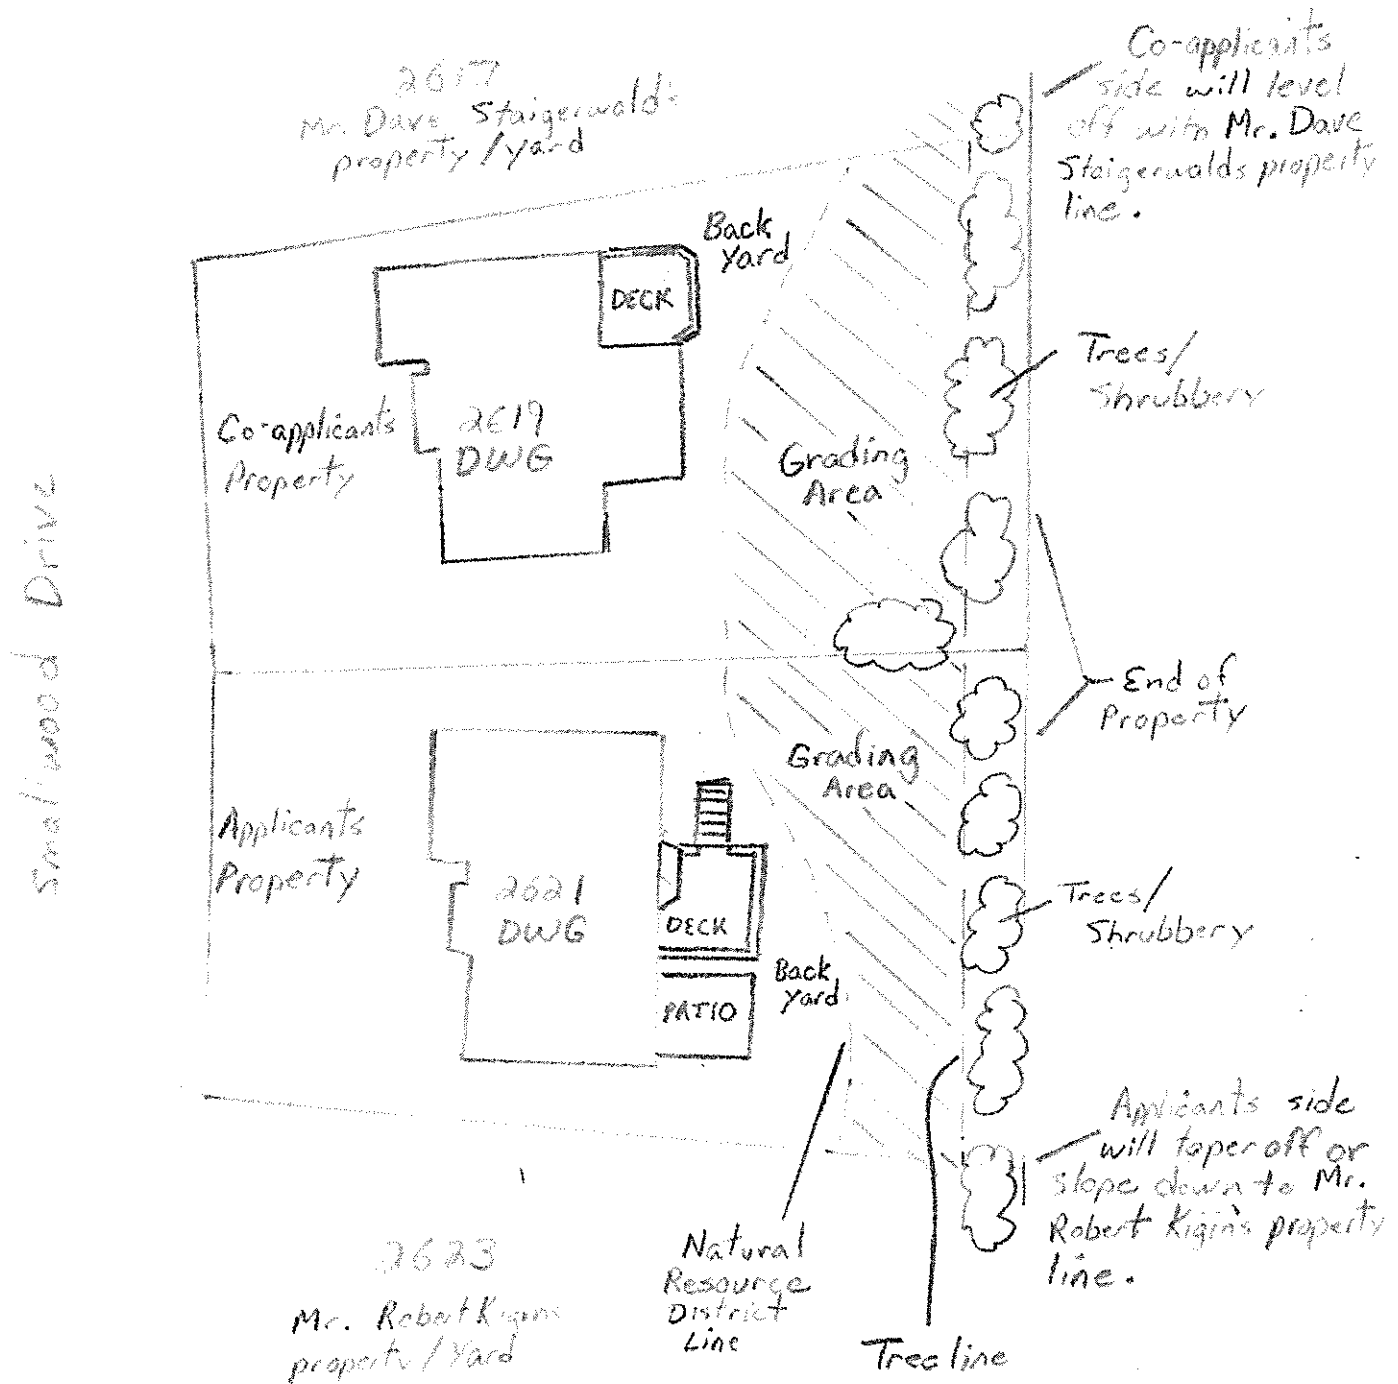 2617
Mr. Dave Staigerwald's
property / yard
Co-applicants
side will level
off with Mr. Dave
Staigerwalds property
line.
Back
Yard
DECK
Trees/
Shrubbery
Co-applicants
Property
2619
DWG
Grading
Area
Smallwood Drive
End of
Property
Grading
Area
Applicants
Property
2621
DWG
DECK
Trees/
Shrubbery
Back
Yard
PATIO
Applicants side
will taper off or
slope down to Mr.
Robert Kigin's property
line.
2623
Mr. Robert Kigins
property / Yard
Natural
Resource
District
Line
Tree line